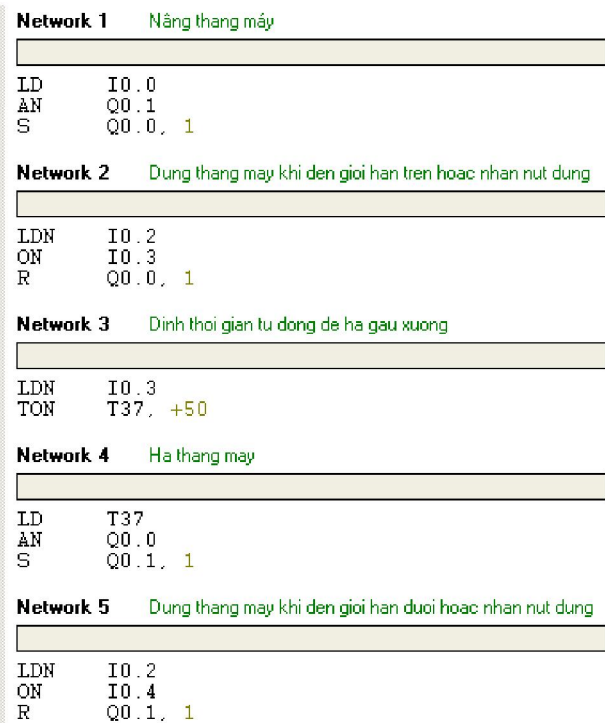 Network 1 Nâng thang máy
LD I0.0
AN Q0.1
S Q0.0, 1
Network 2 Dung thang may khi den gioi han tren hoac nhan nut dung
LDN I0.2
ON I0.3
R Q0.0, 1
Network 3 Dinh thoi gian tu dong de ha gau xuong
LDN I0.3
TON T37, +50
Network 4 Ha thang may
LD T37
AN Q0.0
S Q0.1, 1
Network 5 Dung thang may khi den gioi han duoi hoac nhan nut dung
LDN I0.2
ON I0.4
R Q0.1, 1